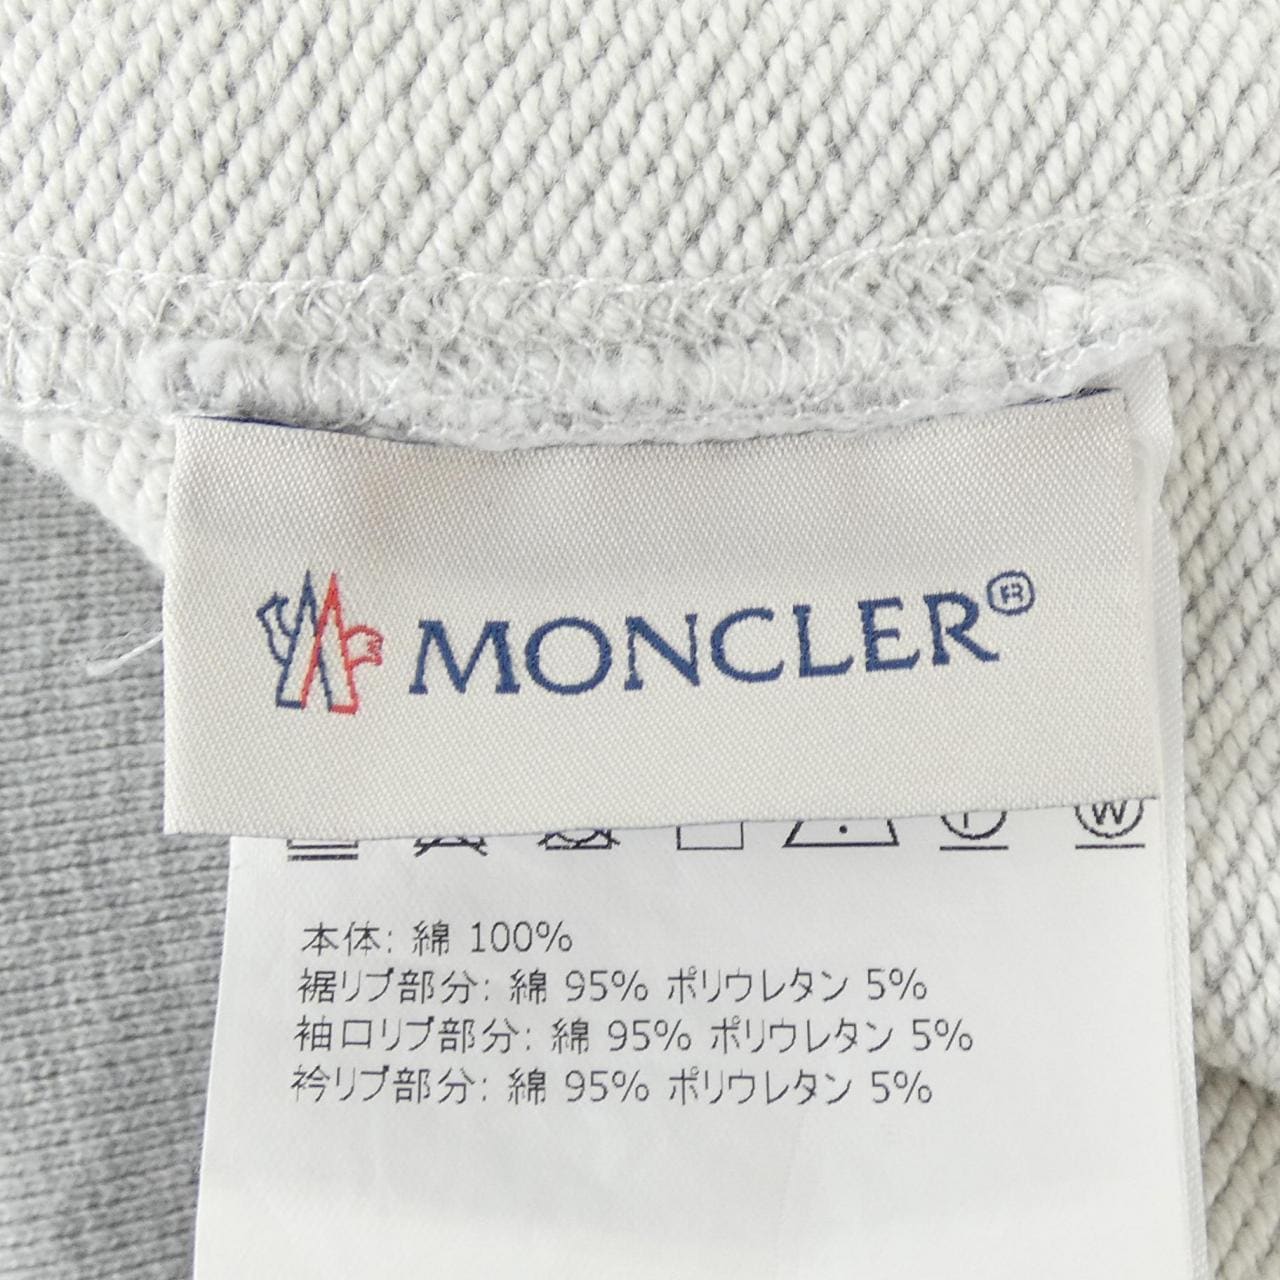 MONCLER®
W
本体: 綿 100%
裾リブ部分: 綿 95% ポリウレタン 5%
袖口リブ部分: 綿 95% ポリウレタン 5%
衿リブ部分: 綿 95% ポリウレタン 5%